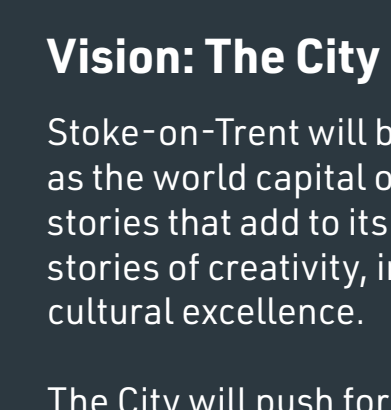 Vision: The City
Stoke-on-Trent will b
as the world capital o
stories that add to its
stories of creativity, i
cultural excellence.
The City will push for